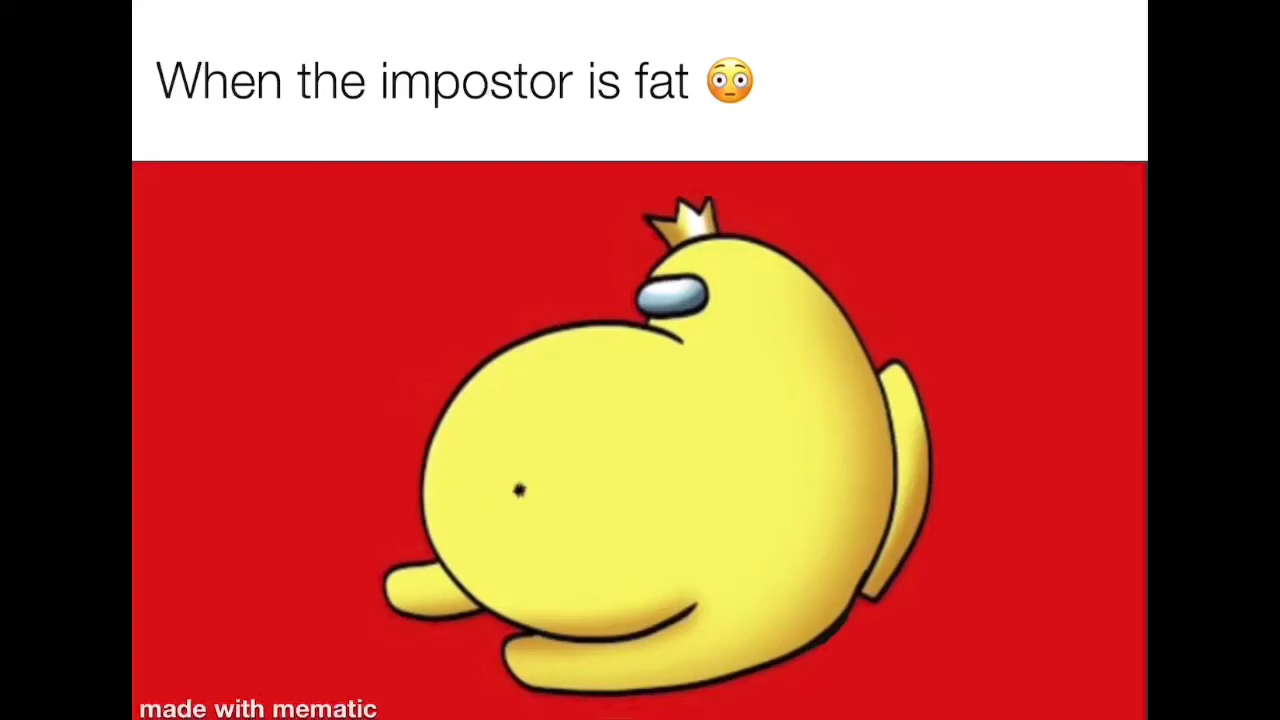 When the impostor is fat 😳
made with mematic